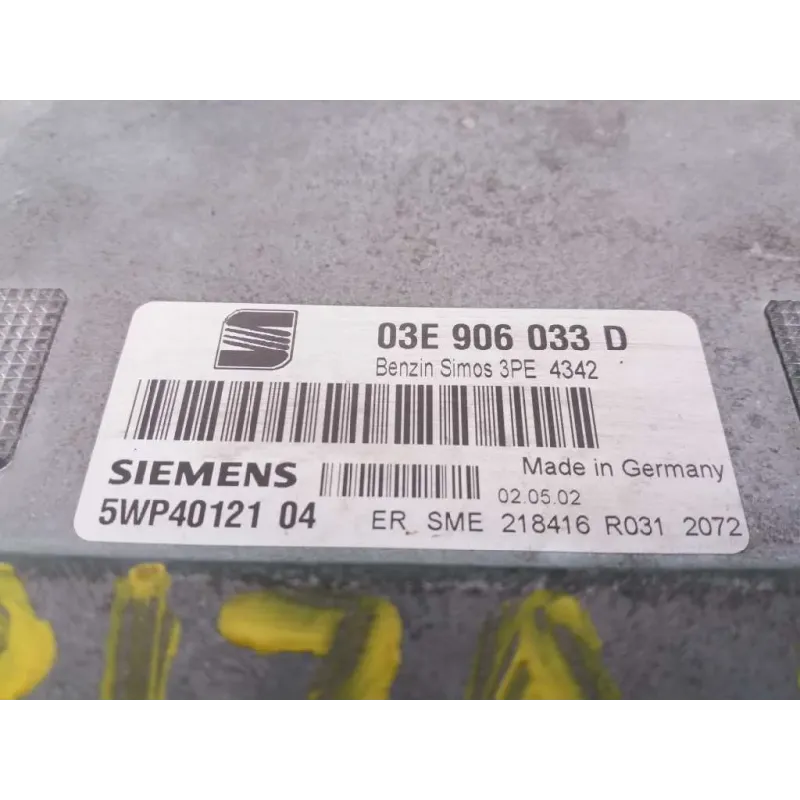 03E 906 033 D
Benzin Simos 3PE 4342
SIEMENS
Made in Germany
02.05.02
5WP40121 04
ER SME 218416 R031 2072